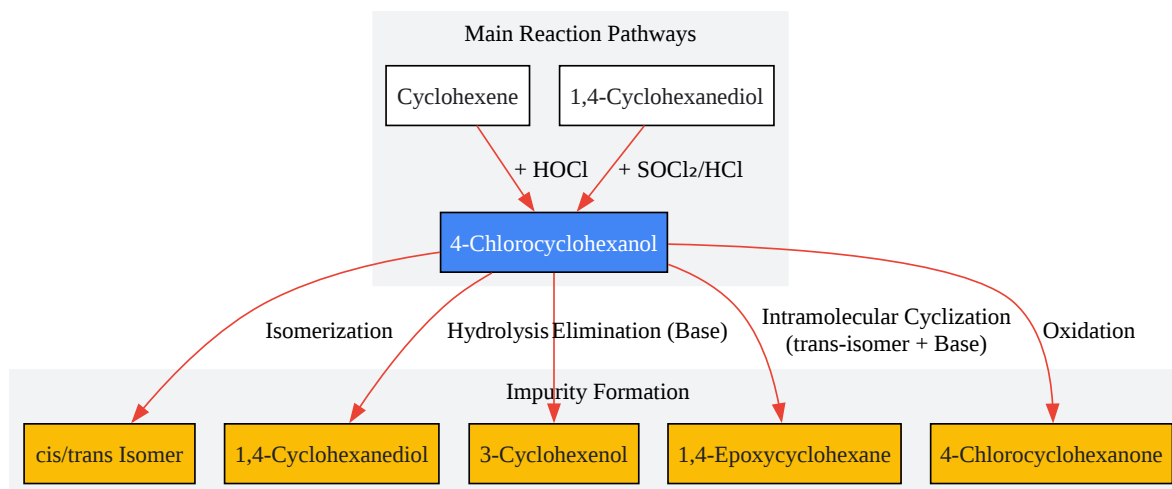 Main Reaction Pathways
Cyclohexene
1,4-Cyclohexanediol
+ HOCl
+ SOCl₂/HCl
4-Chlorocyclohexanol
Isomerization
Hydrolysis
Elimination (Base)
Intramolecular Cyclization
(trans-isomer + Base)
Oxidation
Impurity Formation
cis/trans Isomer
1,4-Cyclohexanediol
3-Cyclohexenol
1,4-Epoxycyclohexane
4-Chlorocyclohexanone